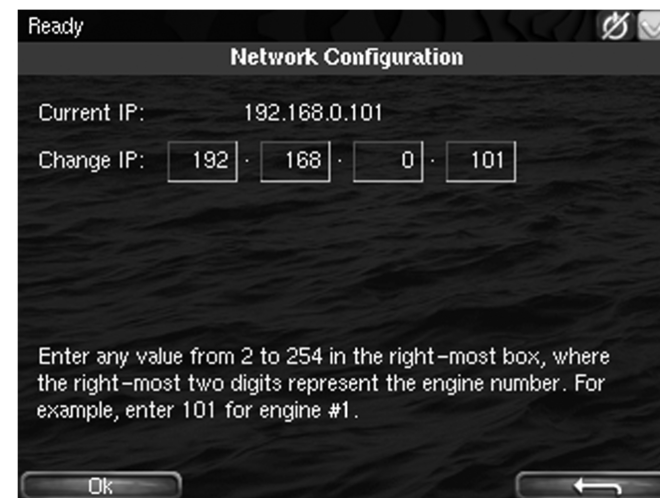 Ready
Network Configuration
Current IP: 192.168.0.101
Change IP: 192 . 168 . 0 . 101
Enter any value from 2 to 254 in the right-most box, where
the right-most two digits represent the engine number. For
example, enter 101 for engine #1.
Ok